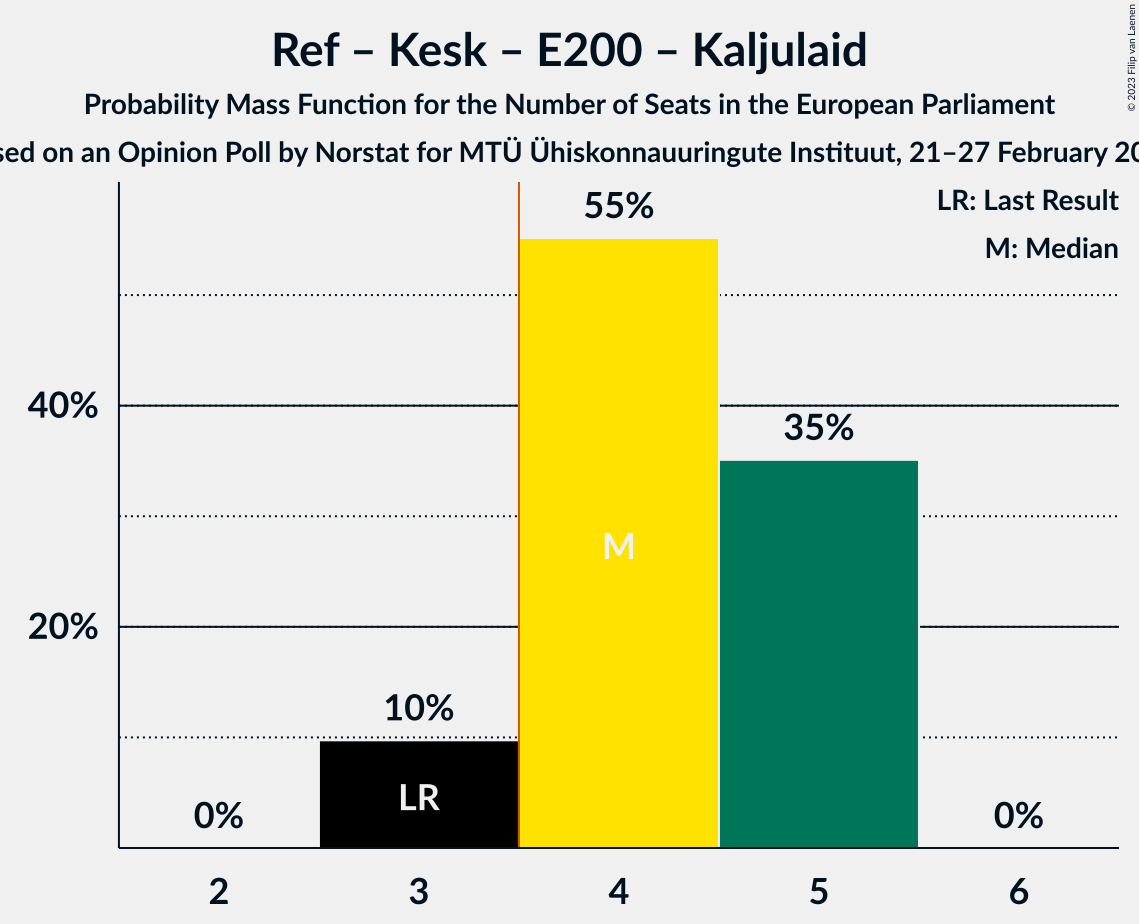 Ref – Kesk – E200 – Kaljulaid
Probability Mass Function for the Number of Seats in the European Parliament
on an Opinion Poll by Norstat for MTÜ Ühiskonnauuringute Instituut, 21–27 February
© 2023 Filip van Laenen
LR: Last Result
M: Median
55%
40%
35%
M
20%
10%
LR
0%
0%
2
3
4
5
6